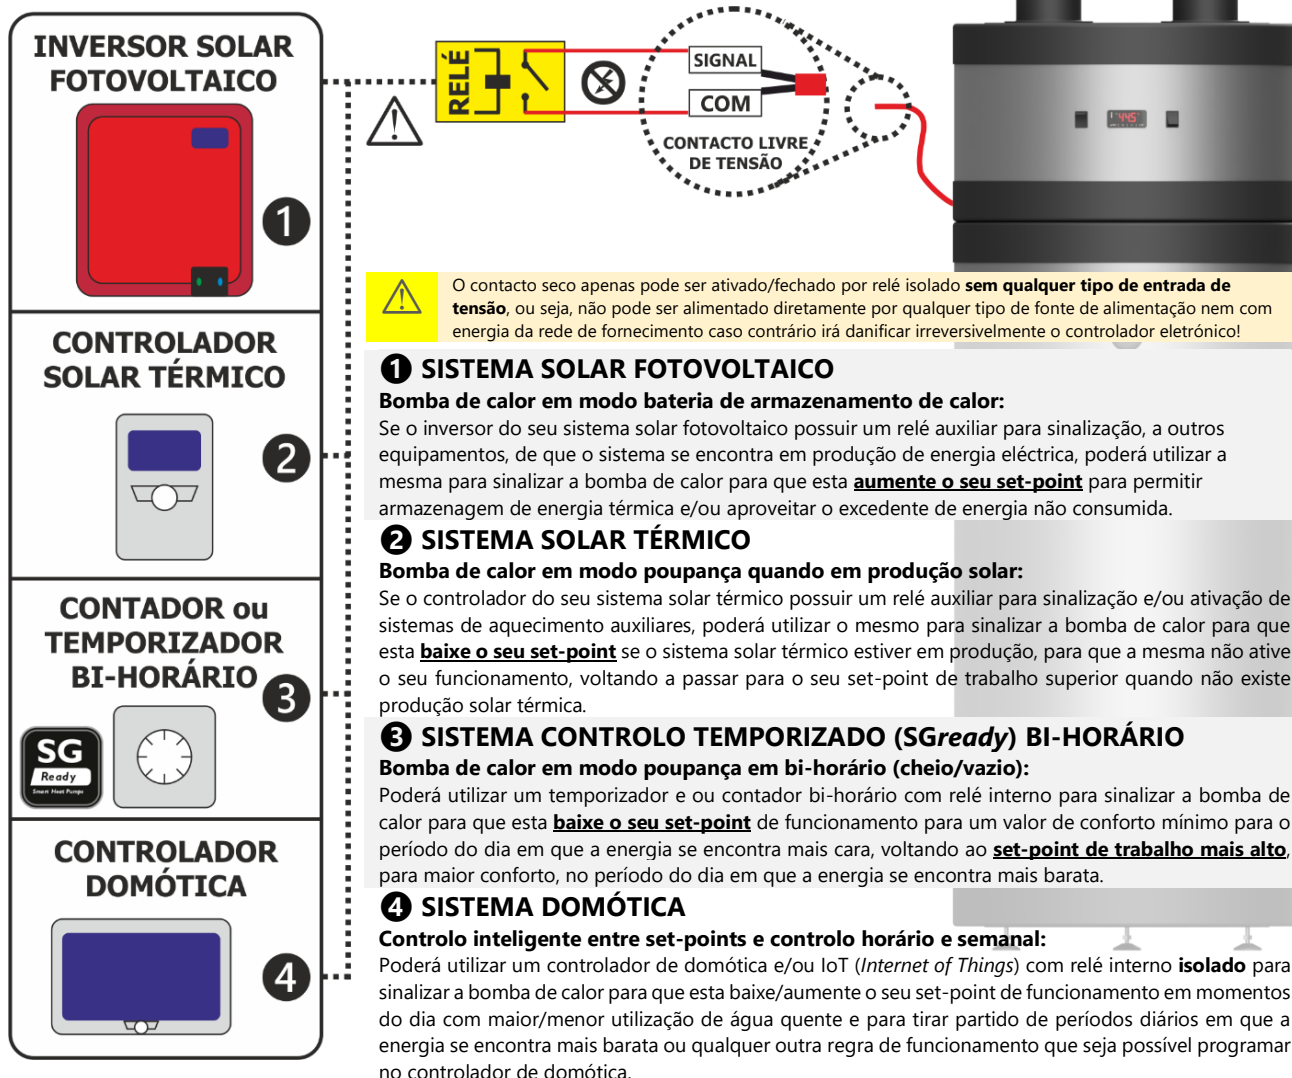 INVERSOR SOLAR
FOTOVOLTAICO
1
CONTROLADOR
SOLAR TÉRMICO
2
CONTADOR ou
TEMPORIZADOR
BI-HORÁRIO
3
SG
Ready
Smart Heat Pumps
CONTROLADOR
DOMÓTICA
4
RELÉ
SIGNAL
COM
CONTACTO LIVRE
DE TENSÃO
O contacto seco apenas pode ser ativado/fechado por relé isolado sem qualquer tipo de entrada de
tensão, ou seja, não pode ser alimentado diretamente por qualquer tipo de fonte de alimentação nem com
energia da rede de fornecimento caso contrário irá danificar irreversivelmente o controlador eletrónico!
1 SISTEMA SOLAR FOTOVOLTAICO
Bomba de calor em modo bateria de armazenamento de calor:
Se o inversor do seu sistema solar fotovoltaico possuir um relé auxiliar para sinalização, a outros
equipamentos, de que o sistema se encontra em produção de energia eléctrica, poderá utilizar a
mesma para sinalizar a bomba de calor para que esta aumente o seu set-point para permitir
armazenagem de energia térmica e/ou aproveitar o excedente de energia não consumida.
2 SISTEMA SOLAR TÉRMICO
Bomba de calor em modo poupança quando em produção solar:
Se o controlador do seu sistema solar térmico possuir um relé auxiliar para sinalização e/ou ativação de
sistemas de aquecimento auxiliares, poderá utilizar o mesmo para sinalizar a bomba de calor para que
esta baixe o seu set-point se o sistema solar térmico estiver em produção, para que a mesma não ative
o seu funcionamento, voltando a passar para o seu set-point de trabalho superior quando não existe
produção solar térmica.
3 SISTEMA CONTROLO TEMPORIZADO (SGready) BI-HORÁRIO
Bomba de calor em modo poupança em bi-horário (cheio/vazio):
Poderá utilizar um temporizador e ou contador bi-horário com relé interno para sinalizar a bomba de
calor para que esta baixe o seu set-point de funcionamento para um valor de conforto mínimo para o
período do dia em que a energia se encontra mais cara, voltando ao set-point de trabalho mais alto,
para maior conforto, no período do dia em que a energia se encontra mais barata.
4 SISTEMA DOMÓTICA
Controlo inteligente entre set-points e controlo horário e semanal:
Poderá utilizar um controlador de domótica e/ou IoT (Internet of Things) com relé interno isolado para
sinalizar a bomba de calor para que esta baixe/aumente o seu set-point de funcionamento em momentos
do dia com maior/menor utilização de água quente e para tirar partido de períodos diários em que a
energia se encontra mais barata ou qualquer outra regra de funcionamento que seja possível programar
no controlador de domótica.